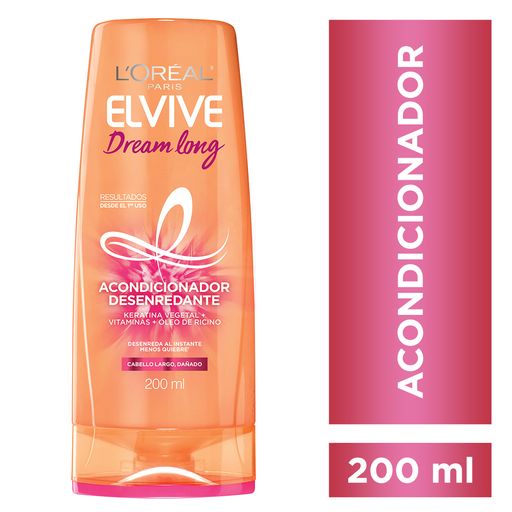 L'ORÉAL
PARIS
ELVIVE
Dream long
RESULTADOS
DESDE EL 1ER USO
ACONDICIONADOR
DESENREDANTE
KERATINA VEGETAL +
VITAMINAS + ÓLEO DE RICINO
DESENREDA AL INSTANTE
MENOS QUIEBRE
CABELLO LARGO, DAÑADO
200 ml
ACONDICIONADOR
200 ml